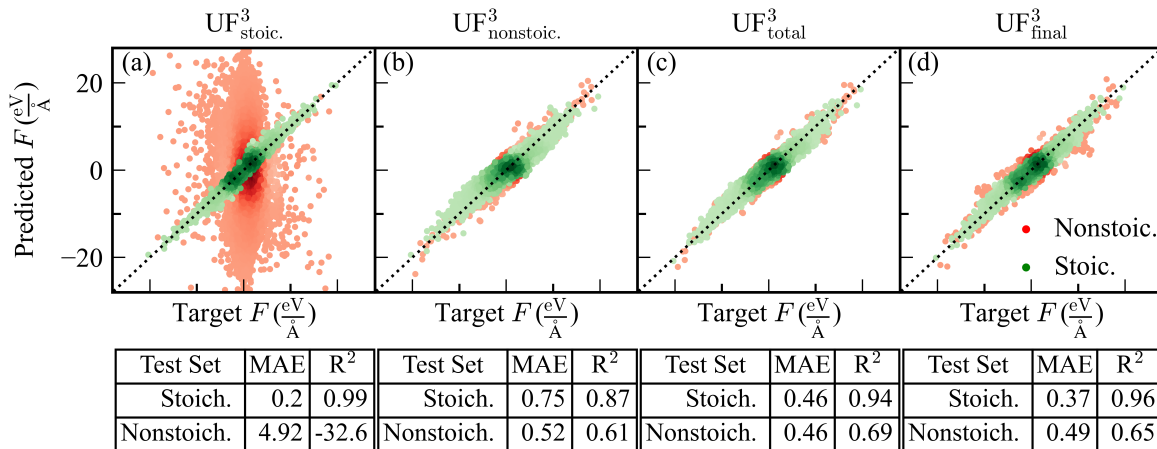 UF³stoic. UF³nonstoic. UF³total UF³final
(a) (b) (c) (d)
Predicted F (eV/Å)
20
0
−20
Nonstoic.
Stoic.
Target F (eV/Å) Target F (eV/Å) Target F (eV/Å) Target F (eV/Å)
Test Set MAE R² Test Set MAE R² Test Set MAE R² Test Set MAE R²
Stoich. 0.2 0.99 Stoich. 0.75 0.87 Stoich. 0.46 0.94 Stoich. 0.37 0.96
Nonstoich. 4.92 -32.6 Nonstoich. 0.52 0.61 Nonstoich. 0.46 0.69 Nonstoich. 0.49 0.65